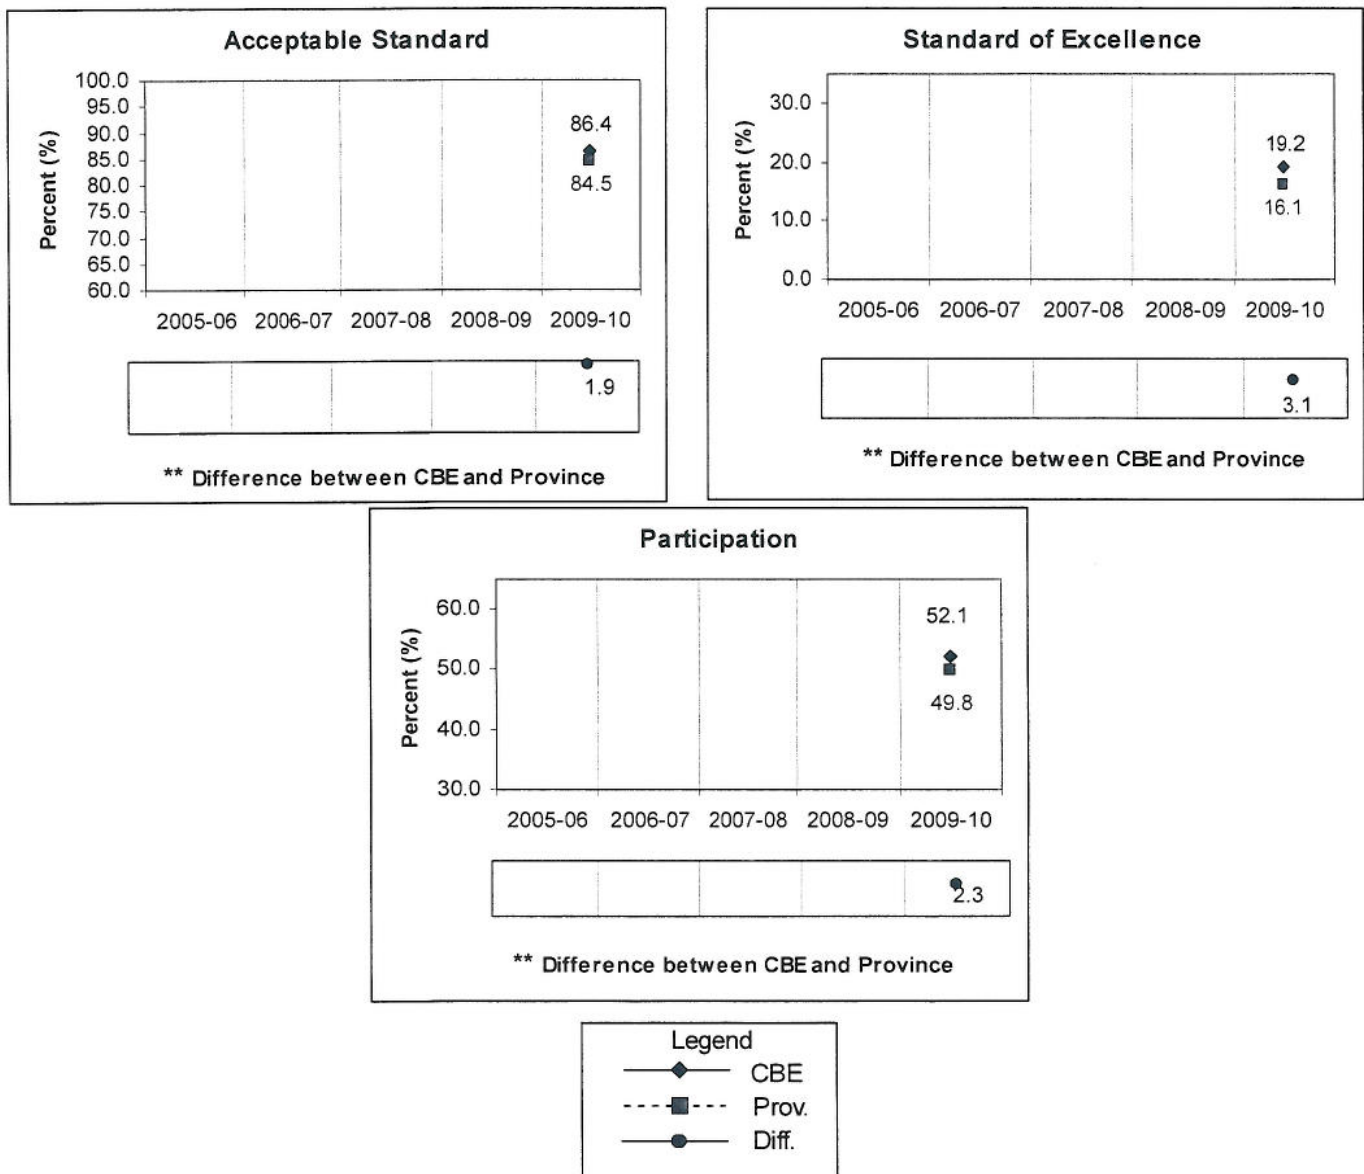 Acceptable Standard
Percent (%)
100.0
95.0
90.0
85.0
80.0
75.0
70.0
65.0
60.0
86.4
84.5
2005-06 2006-07 2007-08 2008-09 2009-10
1.9
** Difference between CBE and Province
Standard of Excellence
Percent (%)
30.0
20.0
10.0
0.0
19.2
16.1
2005-06 2006-07 2007-08 2008-09 2009-10
3.1
** Difference between CBE and Province
Participation
Percent (%)
60.0
50.0
40.0
30.0
52.1
49.8
2005-06 2006-07 2007-08 2008-09 2009-10
2.3
** Difference between CBE and Province
Legend
CBE
Prov.
Diff.